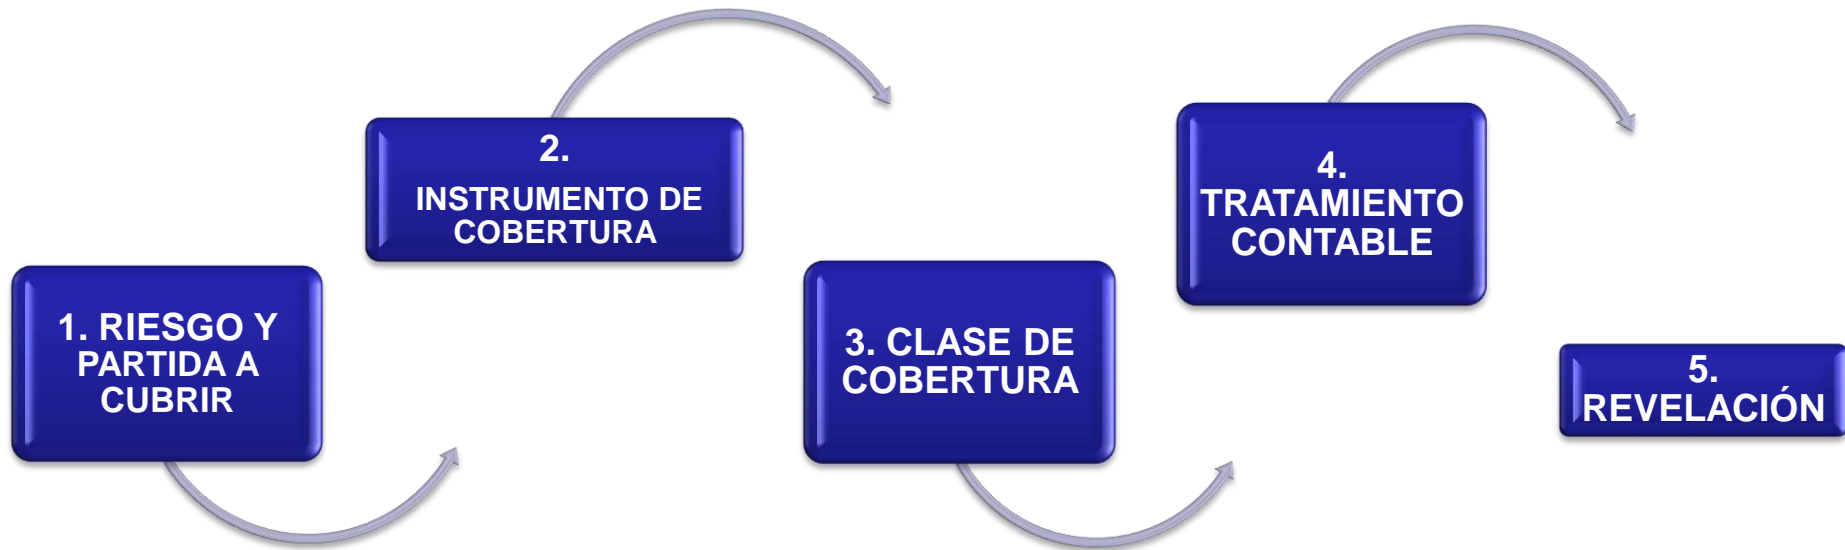 1. RIESGO Y
PARTIDA A
CUBRIR
2.
INSTRUMENTO DE
COBERTURA
3. CLASE DE
COBERTURA
4.
TRATAMIENTO
CONTABLE
5.
REVELACIÓN